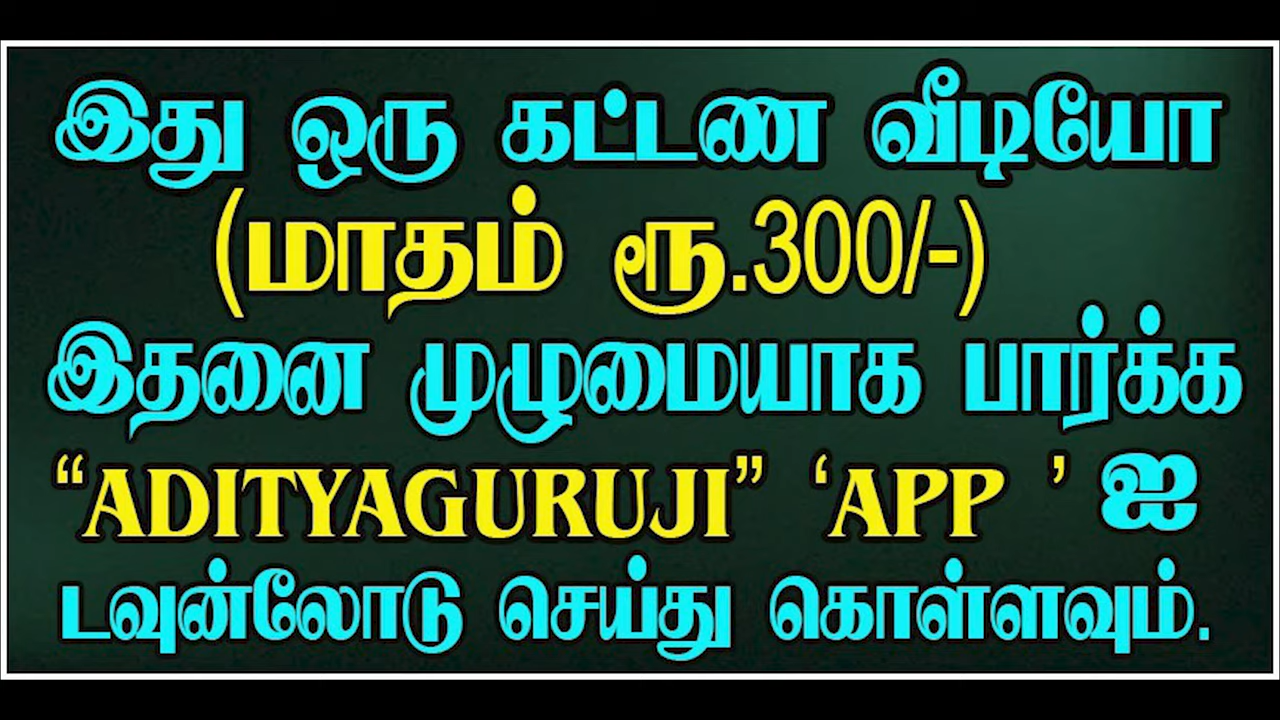 இது ஒரு கட்டண வீடியோ
(மாதம் ரூ.300/-)
இதனை முழுமையாக பார்க்க
“ADITYAGURUJI” ‘APP ’ ஐ
டவுன்லோடு செய்து கொள்ளவும்.